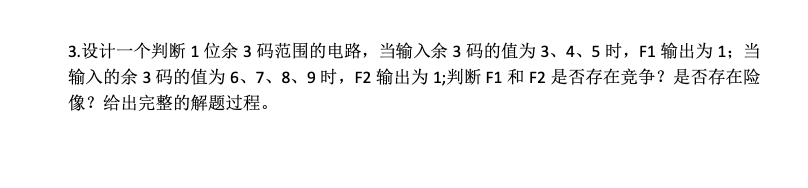 3.设计一个判断 1 位余 3 码范围的电路，当输入余 3 码的值为 3、4、5 时，F1 输出为 1；当
输入的余 3 码的值为 6、7、8、9 时，F2 输出为 1;判断 F1 和 F2 是否存在竞争？是否存在险
像？给出完整的解题过程。